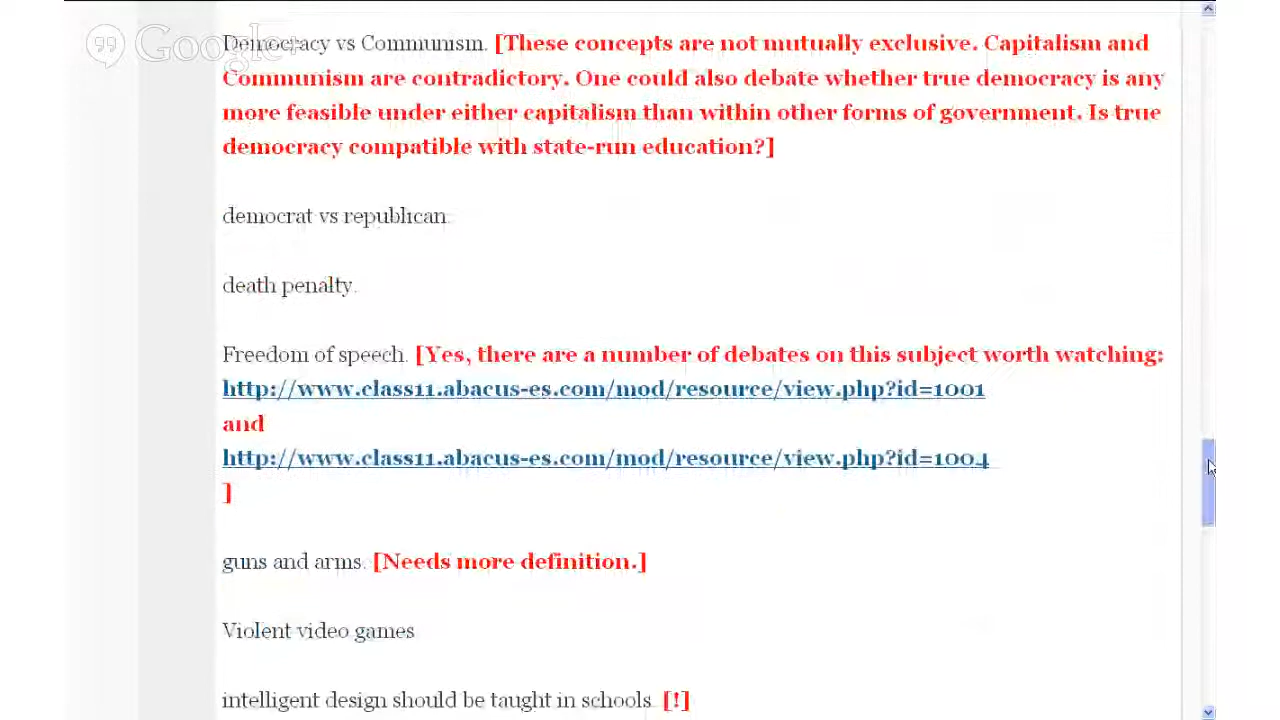 Google+
Democracy vs Communism. [These concepts are not mutually exclusive. Capitalism and
Communism are contradictory. One could also debate whether true democracy is any
more feasible under either capitalism than within other forms of government. Is true
democracy compatible with state-run education?]
democrat vs republican.
death penalty.
Freedom of speech. [Yes, there are a number of debates on this subject worth watching:
http://www.class11.abacus-es.com/mod/resource/view.php?id=1001
and
http://www.class11.abacus-es.com/mod/resource/view.php?id=1004
]
guns and arms. [Needs more definition.]
Violent video games
intelligent design should be taught in schools. [!]